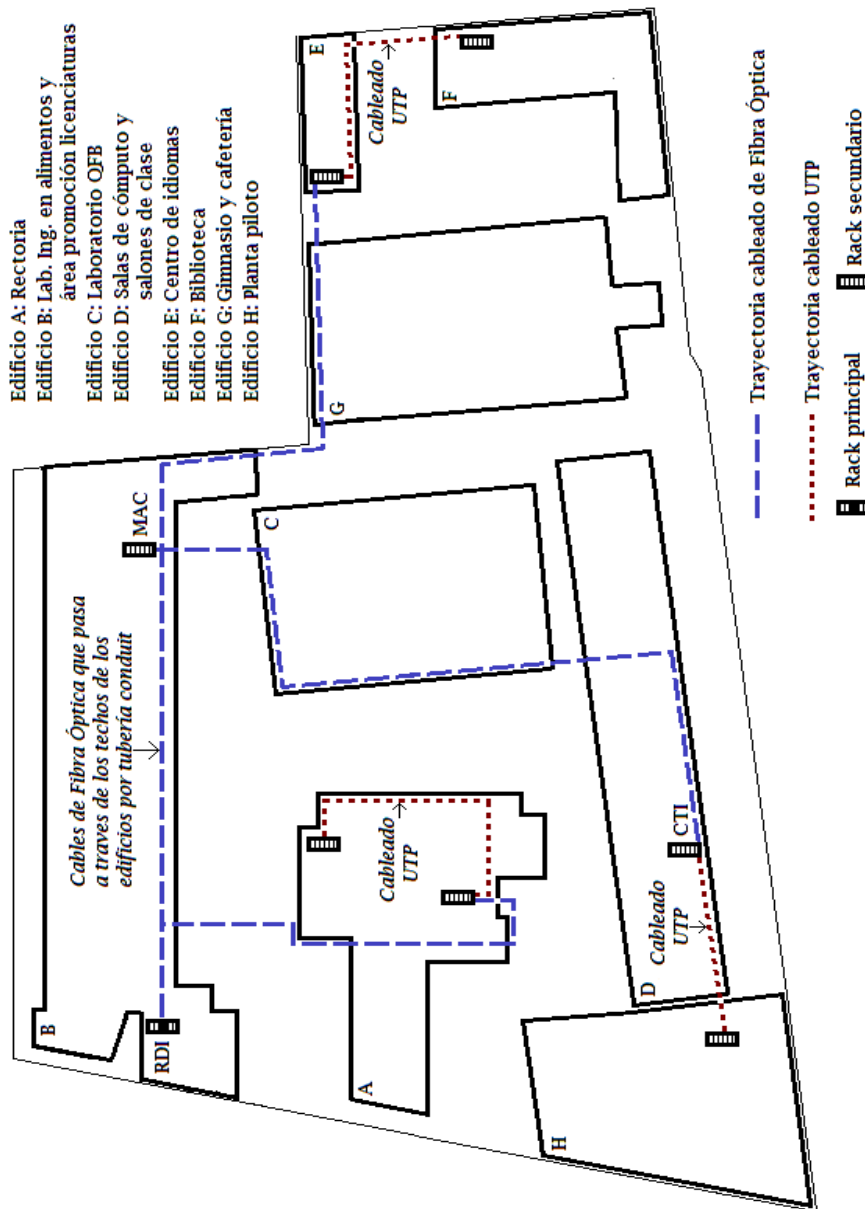 Edificio A: Rectoria
Edificio B: Lab. Ing. en alimentos y
área promoción licenciaturas
Edificio C: Laboratorio QFB
Edificio D: Salas de cómputo y
salones de clase
Edificio E: Centro de idiomas
Edificio F: Biblioteca
Edificio G: Gimnasio y cafetería
Edificio H: Planta piloto
Cables de Fibra Óptica que pasa
a traves de los techos de los
edificios por tubería conduit
B
RDI
MAC
A
Cableado
UTP
C
G
E
Cableado
UTP
F
H
D
Cableado
UTP
CTI
Trayectoria cableado de Fibra Óptica
Trayectoria cableado UTP
Rack principal
Rack secundario